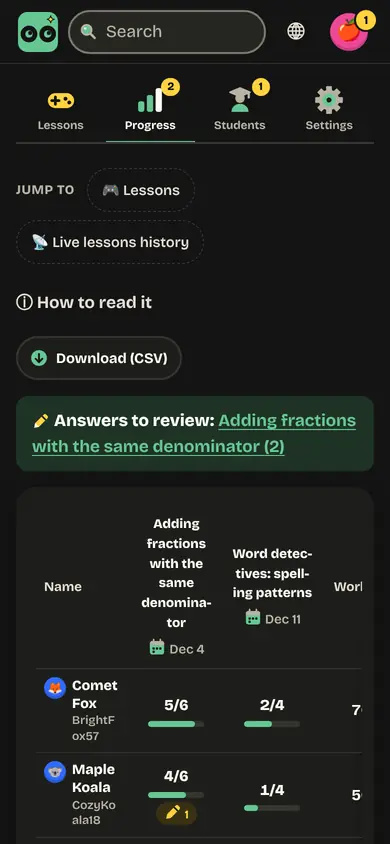 Search
1
Lessons
2
Progress
1
Students
Settings
JUMP TO
Lessons
Live lessons history
How to read it
Download (CSV)
Answers to review: Adding fractions
with the same denominator (2)
Name
Adding
fractions
with the
same
denomina-
tor
Dec 4
Word detec-
tives: spell-
ing patterns
Dec 11
Comet
Fox
BrightF
ox57
5/6
2/4
Maple
Koala
CozyKo
ala18
4/6
1
1/4